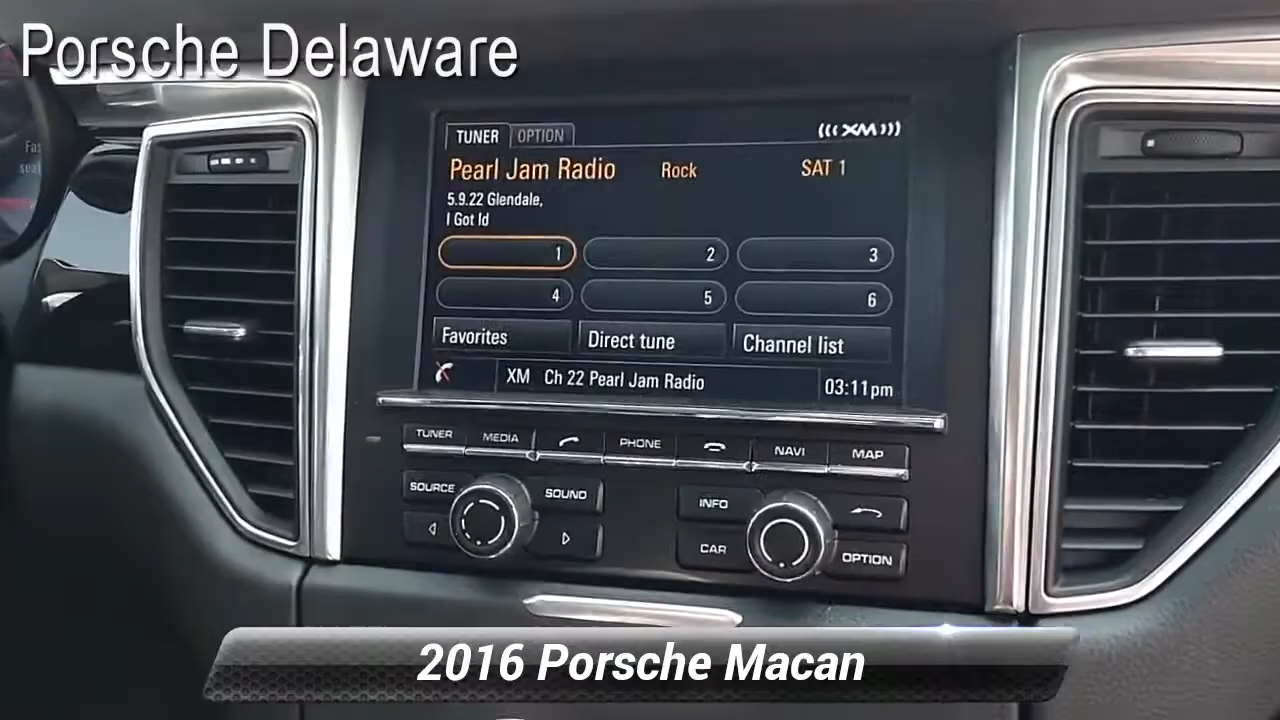 Porsche Delaware
TUNER OPTION
(((XM)))
Pearl Jam Radio Rock SAT 1
5.9.22 Glendale,
I Got Id
1 2 3
4 5 6
Favorites Direct tune Channel list
XM Ch 22 Pearl Jam Radio 03:11pm
TUNER MEDIA PHONE NAVI MAP
SOURCE SOUND INFO
CAR OPTION
2016 Porsche Macan